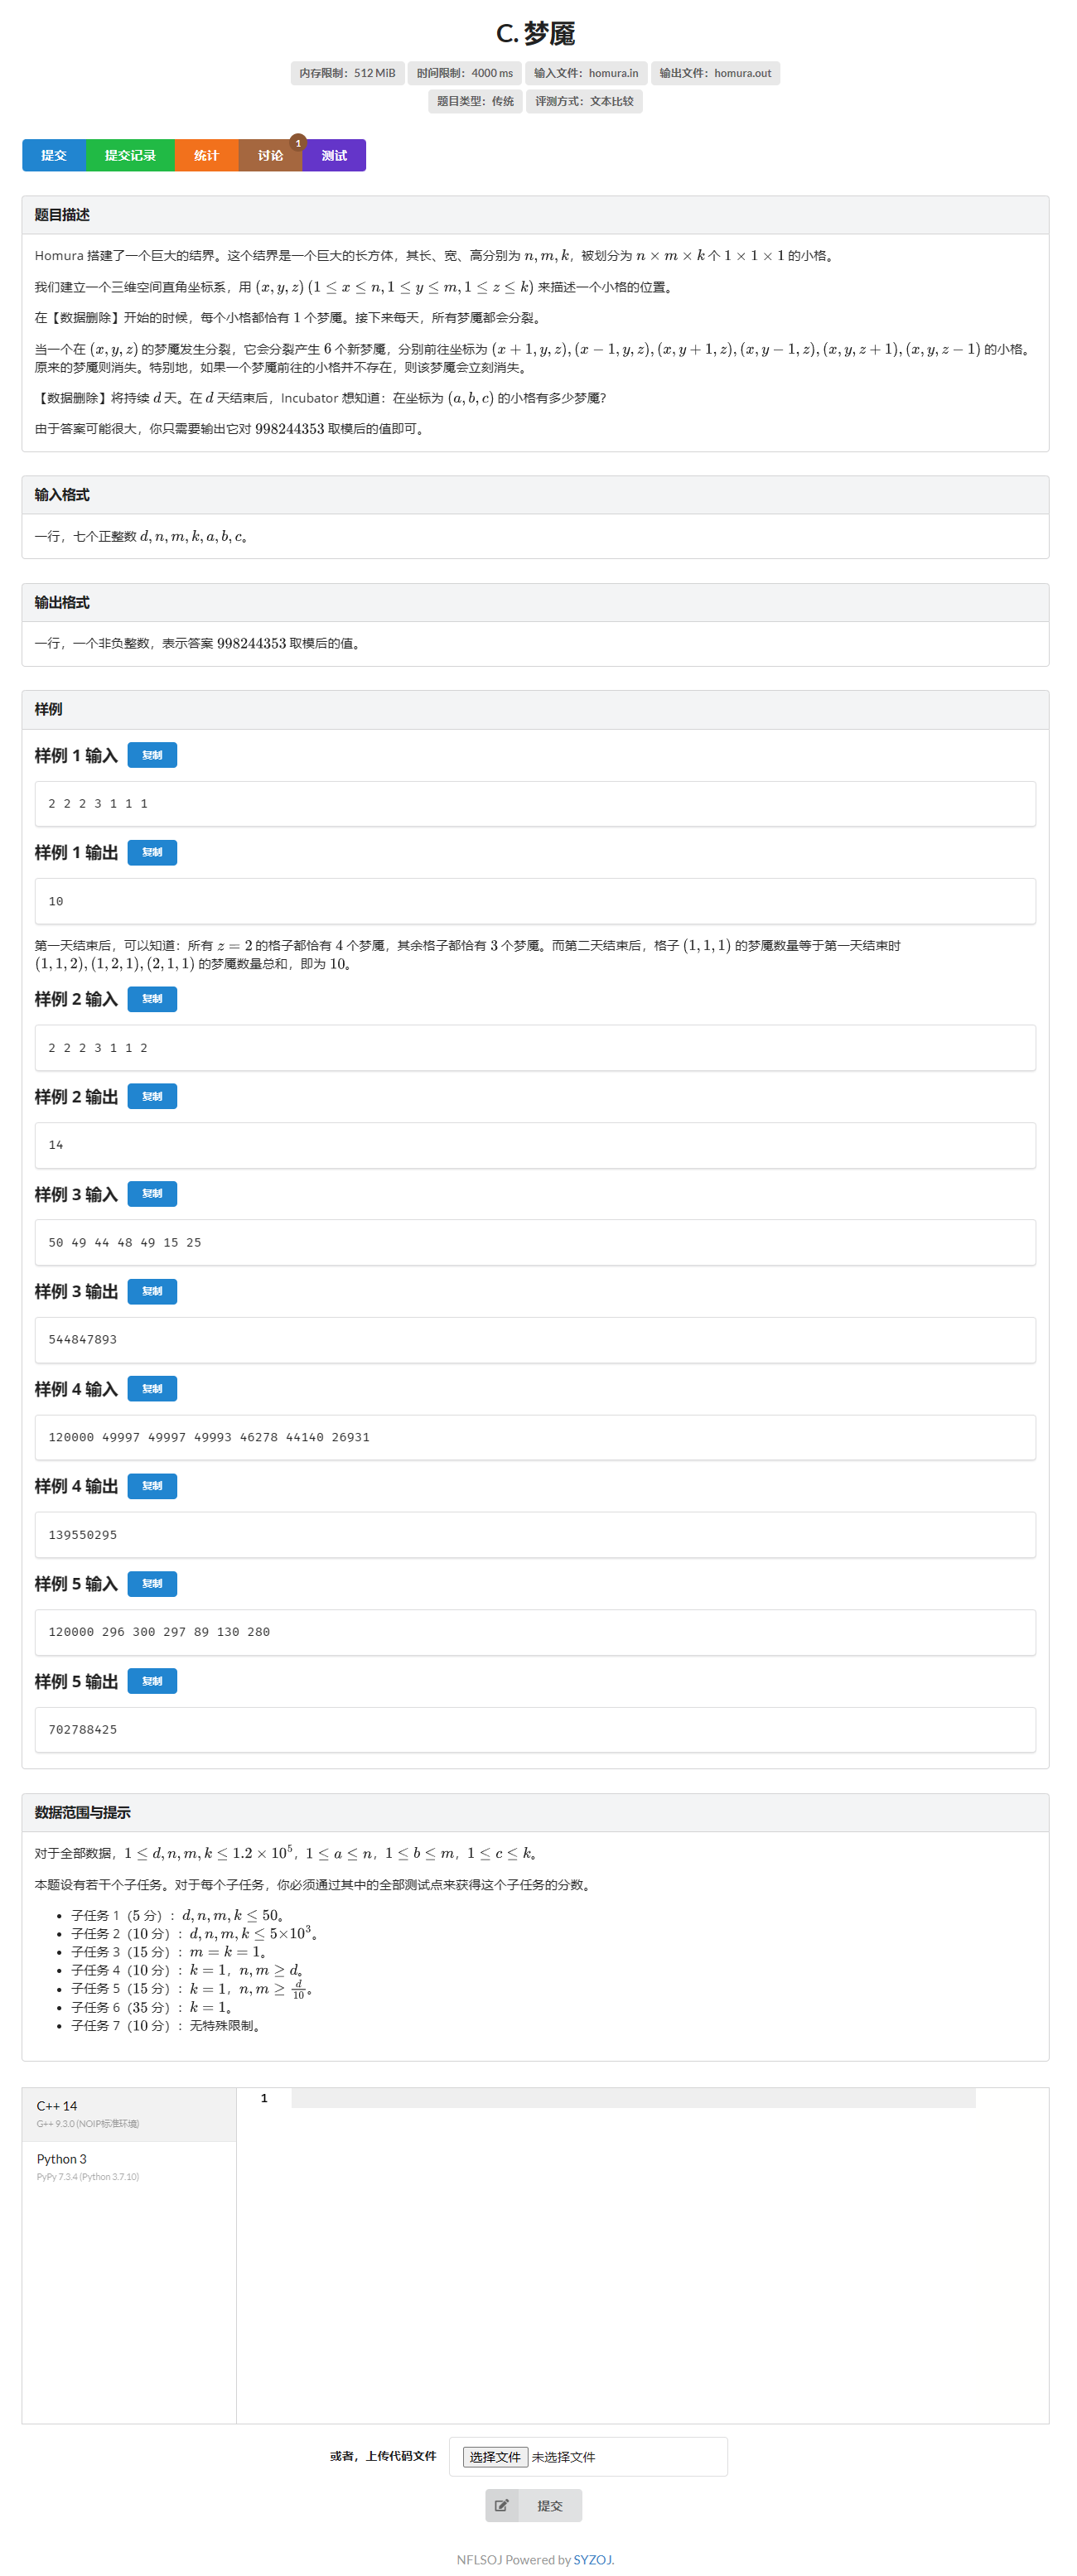 C. 梦魇
内存限制：512 MiB 时间限制：4000 ms 输入文件：homura.in 输出文件：homura.out
题目类型：传统 评测方式：文本比较
提交 提交记录 统计 讨论 1 测试
题目描述
Homura 搭建了一个巨大的结界。这个结界是一个巨大的长方体，其长、宽、高分别为 n, m, k，被划分为 n × m × k 个 1 × 1 × 1 的小格。
我们建立一个三维空间直角坐标系，用 (x, y, z) (1 ≤ x ≤ n, 1 ≤ y ≤ m, 1 ≤ z ≤ k) 来描述一个小格的位置。
在【数据删除】开始的时候，每个小格都恰有 1 个梦魇。接下来每天，所有梦魇都会分裂。
当一个在 (x, y, z) 的梦魇发生分裂，它会分裂产生 6 个新梦魇，分别前往坐标为 (x + 1, y, z), (x − 1, y, z), (x, y + 1, z), (x, y − 1, z), (x, y, z + 1), (x, y, z − 1) 的小格。
原来的梦魇则消失。特别地，如果一个梦魇前往的小格并不存在，则该梦魇会立刻消失。
【数据删除】将持续 d 天。在 d 天结束后，Incubator 想知道：在坐标为 (a, b, c) 的小格有多少梦魇？
由于答案可能很大，你只需要输出它对 998244353 取模后的值即可。
输入格式
一行，七个正整数 d, n, m, k, a, b, c。
输出格式
一行，一个非负整数，表示答案 998244353 取模后的值。
样例
样例 1 输入 复制
2 2 2 3 1 1 1
样例 1 输出 复制
10
第一天结束后，可以知道：所有 z = 2 的格子都恰有 4 个梦魇，其余格子都恰有 3 个梦魇。而第二天结束后，格子 (1, 1, 1) 的梦魇数量等于第一天结束时
(1, 1, 2), (1, 2, 1), (2, 1, 1) 的梦魇数量总和，即为 10。
样例 2 输入 复制
2 2 2 3 1 1 2
样例 2 输出 复制
14
样例 3 输入 复制
50 49 44 48 49 15 25
样例 3 输出 复制
544847893
样例 4 输入 复制
120000 49997 49997 49993 46278 44140 26931
样例 4 输出 复制
139550295
样例 5 输入 复制
120000 296 300 297 89 130 280
样例 5 输出 复制
702788425
数据范围与提示
对于全部数据，1 ≤ d, n, m, k ≤ 1.2 × 10⁵，1 ≤ a ≤ n，1 ≤ b ≤ m，1 ≤ c ≤ k。
本题设有若干个子任务。对于每个子任务，你必须通过其中的全部测试点来获得这个子任务的分数。
• 子任务 1（5 分）：d, n, m, k ≤ 50。
• 子任务 2（10 分）：d, n, m, k ≤ 5×10³。
• 子任务 3（15 分）：m = k = 1。
• 子任务 4（10 分）：k = 1，n, m ≥ d。
• 子任务 5（15 分）：k = 1，n, m ≥ d/10。
• 子任务 6（35 分）：k = 1。
• 子任务 7（10 分）：无特殊限制。
C++ 14
G++ 9.3.0 (NOIP标准环境)
Python 3
PyPy 7.3.4 (Python 3.7.10)
1
或者，上传代码文件 选择文件 未选择文件
提交
NFLSOJ Powered by SYZOJ.